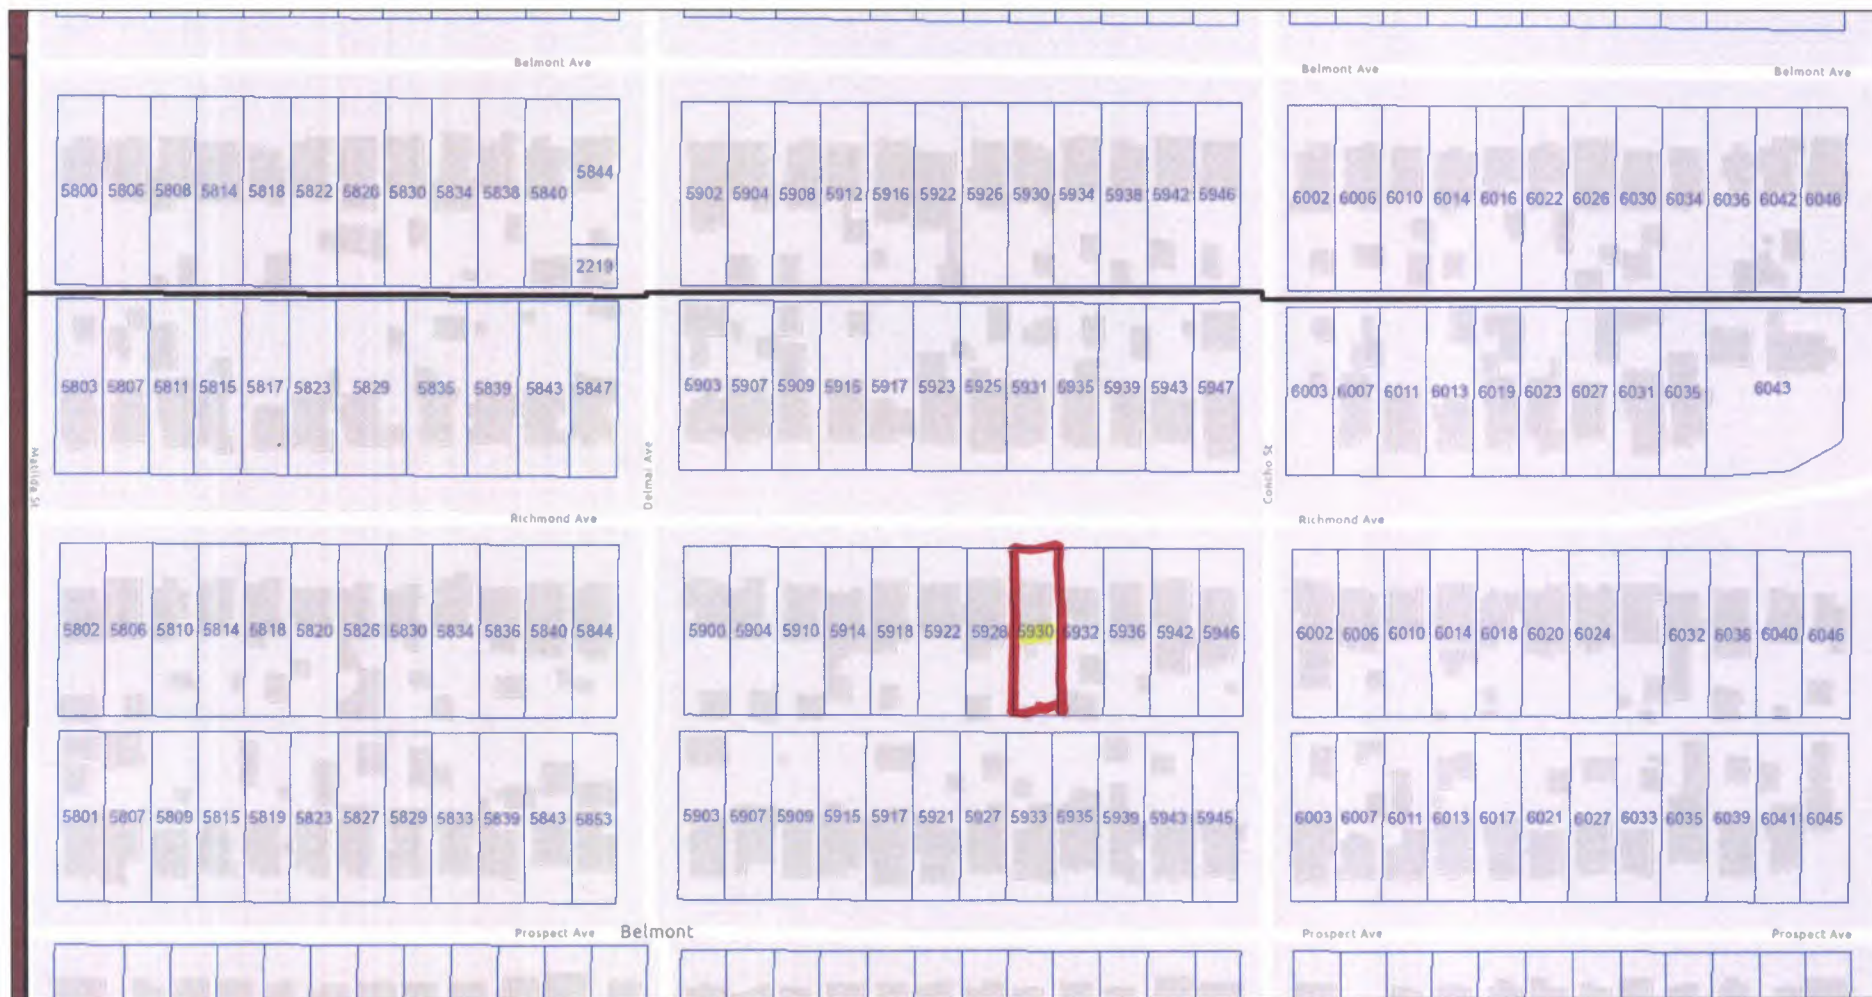 Belmont Ave Belmont Ave Belmont Ave
5844
5800 5806 5808 5814 5818 5822 5826 5830 5834 5838 5840
5902 5904 5908 5912 5916 5922 5926 5930 5934 5938 5942 5946
6002 6006 6010 6014 6016 6022 6026 6030 6034 6036 6042 6046
2219
5803 5807 5811 5815 5817 5823 5829 5835 5839 5843 5847
5903 5907 5909 5915 5917 5923 5925 5931 5935 5939 5943 5947
6003 6007 6011 6013 6019 6023 6027 6031 6035 6043
Matilda St
Delmar Ave
Concho St
Richmond Ave Richmond Ave
5802 5806 5810 5814 5818 5820 5826 5830 5834 5836 5840 5844
5900 5904 5910 5914 5918 5922 5928 5930 5932 5936 5942 5946
6002 6006 6010 6014 6018 6020 6024 6032 6036 6040 6046
5801 5807 5809 5815 5819 5823 5827 5829 5833 5839 5843 5853
5903 5907 5909 5915 5917 5921 5927 5933 5935 5939 5943 5945
6003 6007 6011 6013 6017 6021 6027 6033 6035 6039 6041 6045
Prospect Ave Belmont Prospect Ave Prospect Ave